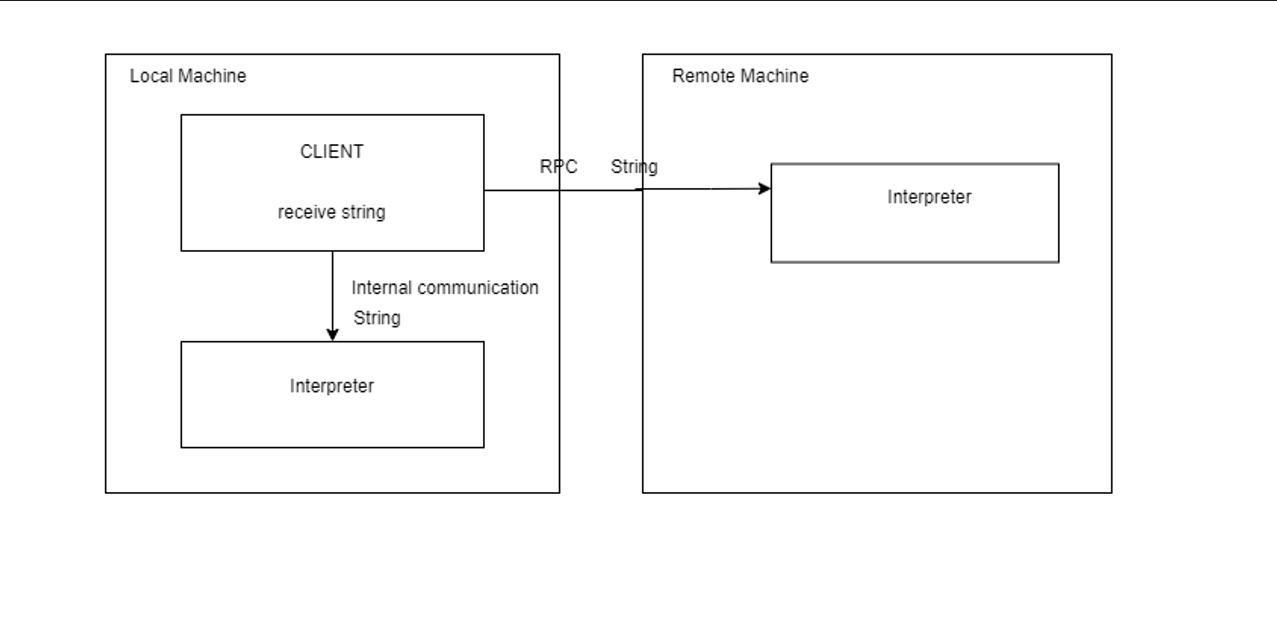 Local Machine
CLIENT
receive string
Internal communication
String
Interpreter
RPC String
Remote Machine
Interpreter